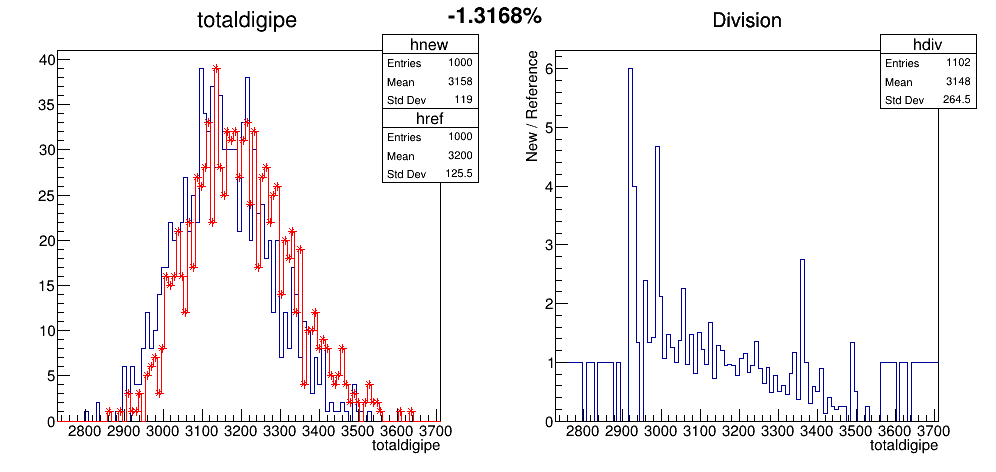 -1.3168%
totaldigipe
hnew
Entries 1000
Mean 3158
Std Dev 119
href
Entries 1000
Mean 3200
Std Dev 125.5
40
35
30
25
20
15
10
5
0
2800 2900 3000 3100 3200 3300 3400 3500 3600 3700
totaldigipe
Division
hdiv
Entries 1102
Mean 3148
Std Dev 264.5
New / Reference
6
5
4
3
2
1
0
2800 2900 3000 3100 3200 3300 3400 3500 3600 3700
totaldigipe